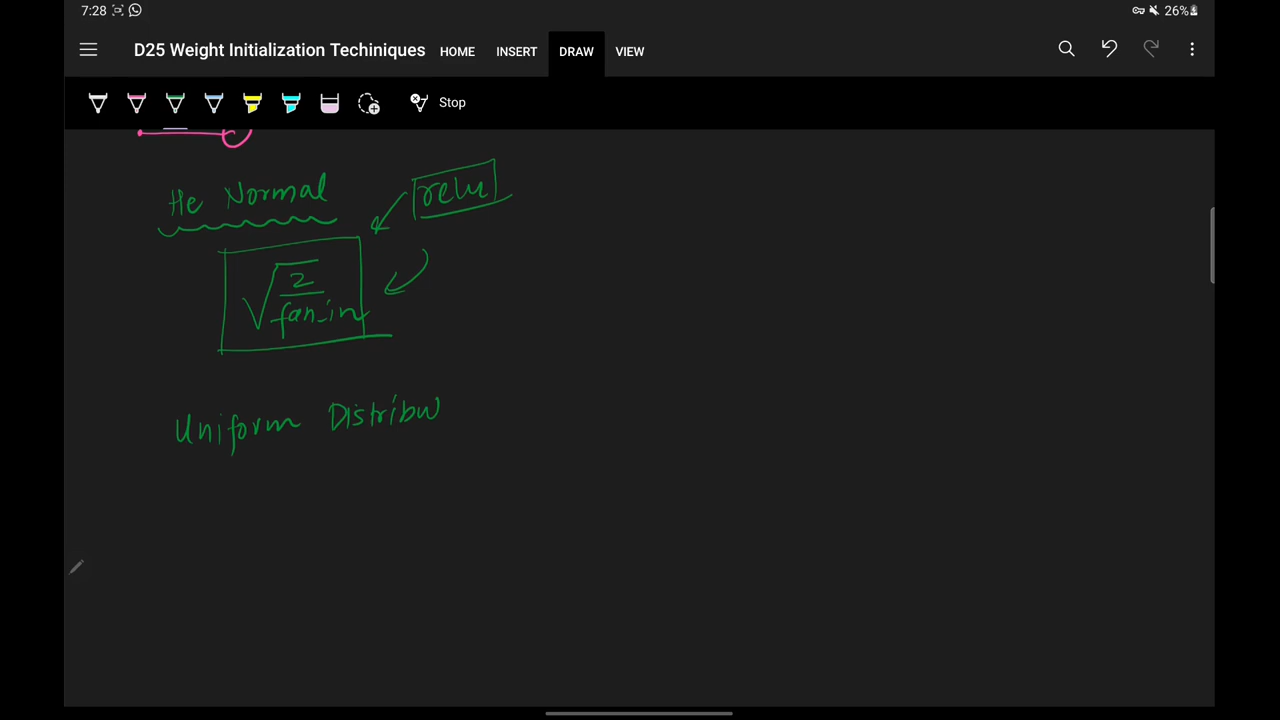 7:28 26%
D25 Weight Initialization Techiniques HOME INSERT DRAW VIEW
Stop
He Normal relu
√2/fan_in
Uniform Distribu